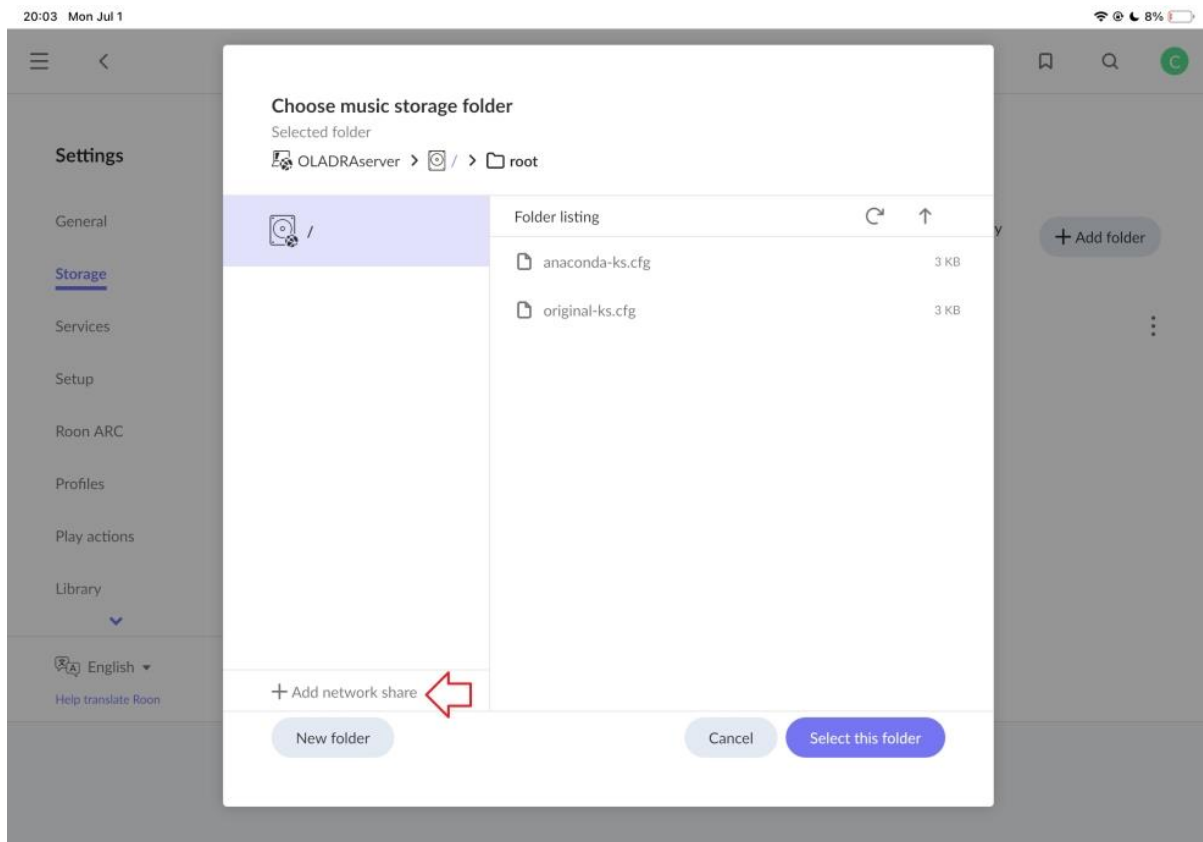 20:03 Mon Jul 1
8%
C
Choose music storage folder
Selected folder
OLADRAserver > / > root
Settings
General
Storage
Services
Setup
Roon ARC
Profiles
Play actions
Library
English
Help translate Roon
/
Folder listing
anaconda-ks.cfg 3 KB
original-ks.cfg 3 KB
y
+ Add folder
+ Add network share
New folder
Cancel
Select this folder